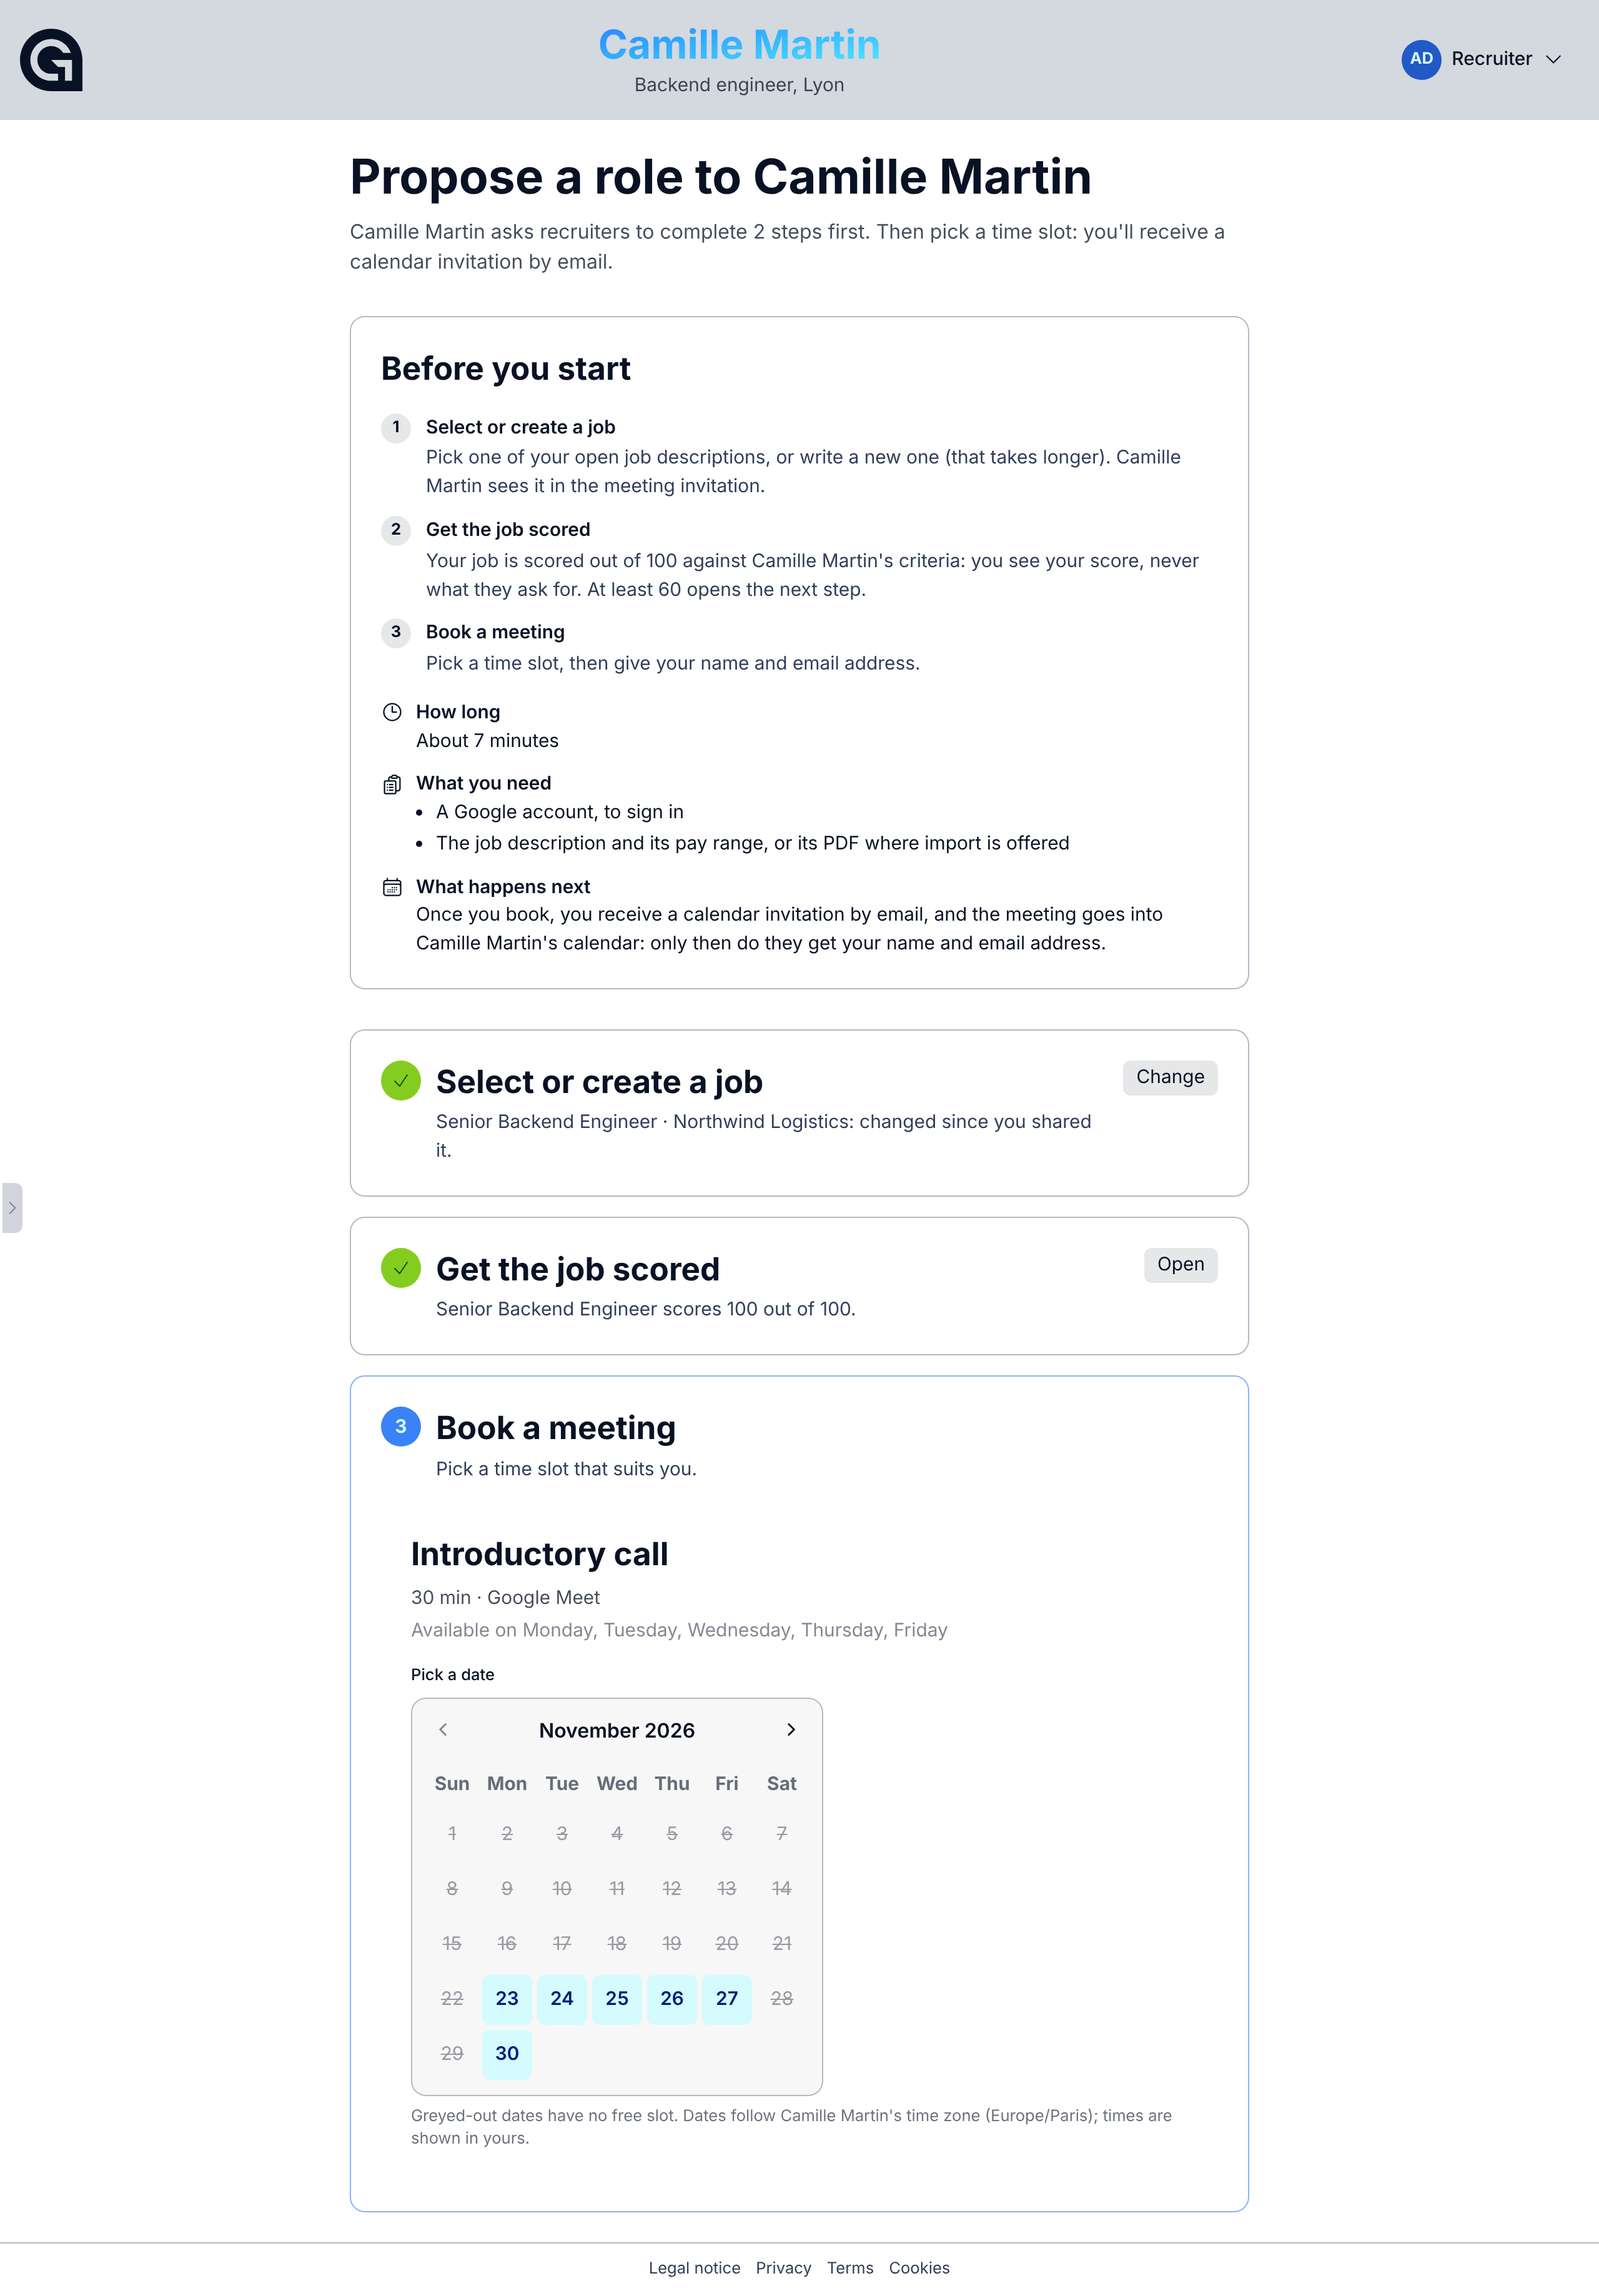 Camille Martin
Backend engineer, Lyon
AD
Recruiter
Propose a role to Camille Martin
Camille Martin asks recruiters to complete 2 steps first. Then pick a time slot: you'll receive a
calendar invitation by email.
Before you start
1
Select or create a job
Pick one of your open job descriptions, or write a new one (that takes longer). Camille
Martin sees it in the meeting invitation.
2
Get the job scored
Your job is scored out of 100 against Camille Martin's criteria: you see your score, never
what they ask for. At least 60 opens the next step.
3
Book a meeting
Pick a time slot, then give your name and email address.
How long
About 7 minutes
What you need
• A Google account, to sign in
• The job description and its pay range, or its PDF where import is offered
What happens next
Once you book, you receive a calendar invitation by email, and the meeting goes into
Camille Martin's calendar: only then do they get your name and email address.
Select or create a job
Change
Senior Backend Engineer · Northwind Logistics: changed since you shared
it.
Get the job scored
Open
Senior Backend Engineer scores 100 out of 100.
3
Book a meeting
Pick a time slot that suits you.
Introductory call
30 min · Google Meet
Available on Monday, Tuesday, Wednesday, Thursday, Friday
Pick a date
November 2026
Sun Mon Tue Wed Thu Fri Sat
1 2 3 4 5 6 7
8 9 10 11 12 13 14
15 16 17 18 19 20 21
22 23 24 25 26 27 28
29 30
Greyed-out dates have no free slot. Dates follow Camille Martin's time zone (Europe/Paris); times are
shown in yours.
Legal notice Privacy Terms Cookies